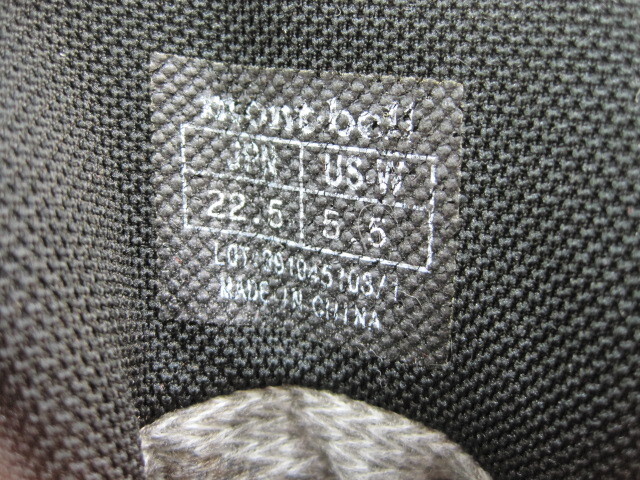 mont·bell
JPN US·W
22.5 5.5
MADE IN CHINA